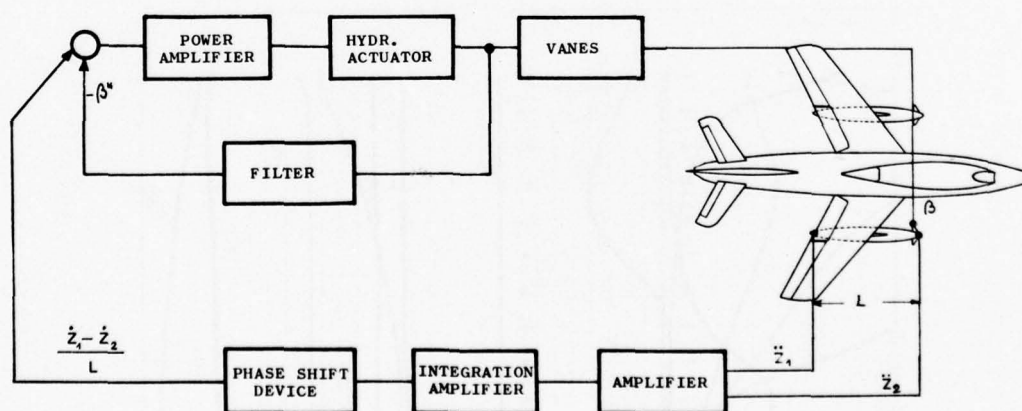 POWER
AMPLIFIER
HYDR.
ACTUATOR
VANES
-β"
FILTER
β
L
Ż₁ - Ż₂
L
PHASE SHIFT
DEVICE
INTEGRATION
AMPLIFIER
AMPLIFIER
Z̈₁
Z̈₂